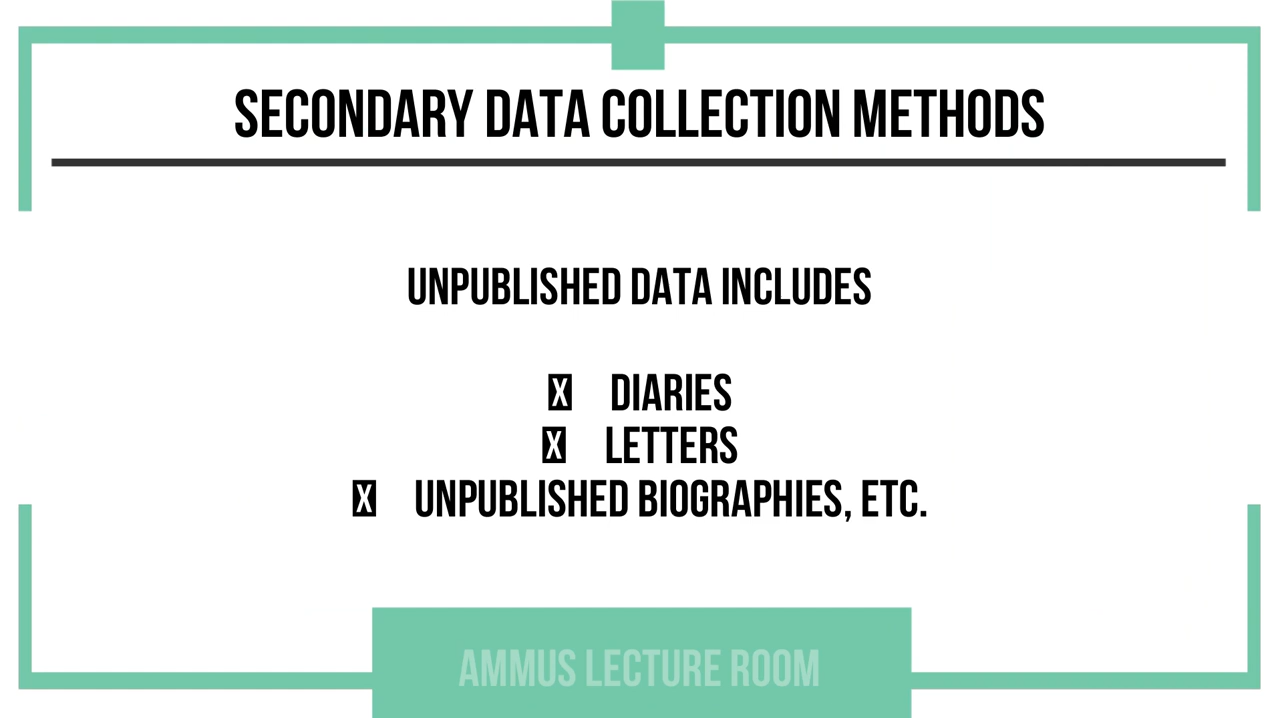 SECONDARY DATA COLLECTION METHODS
UNPUBLISHED DATA INCLUDES
☒ DIARIES
☒ LETTERS
☒ UNPUBLISHED BIOGRAPHIES, ETC.
AMMUS LECTURE ROOM